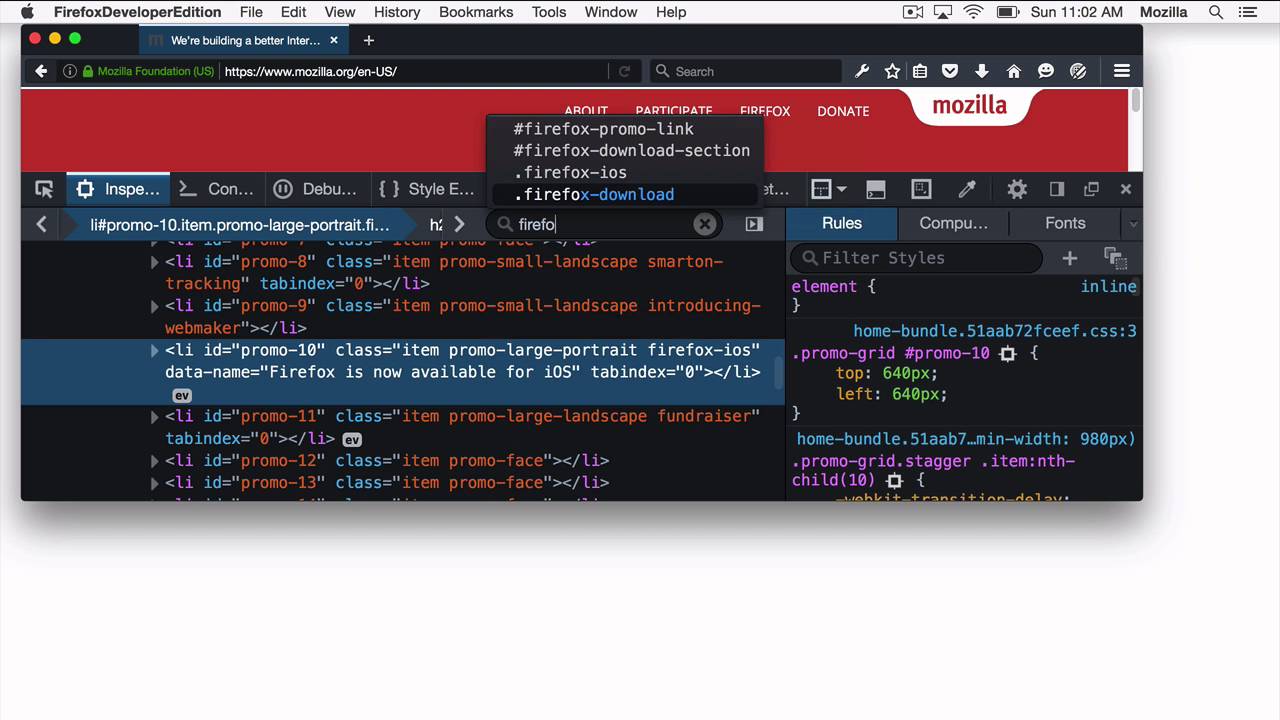 FirefoxDeveloperEdition File Edit View History Bookmarks Tools Window Help Sun 11:02 AM Mozilla
We're building a better Inter...
Mozilla Foundation (US) https://www.mozilla.org/en-US/ Search
ABOUT PARTICIPATE FIREFOX DONATE mozilla
#firefox-promo-link
#firefox-download-section
.firefox-ios
.firefox-download
Inspe... Con... Debu... Style E... et...
li#promo-10.item.promo-large-portrait.fi... h2 firefo Rules Compu... Fonts
<li id="promo-7" class="item promo-face"></li>
<li id="promo-8" class="item promo-small-landscape smarton-
tracking" tabindex="0"></li>
<li id="promo-9" class="item promo-small-landscape introducing-
webmaker"></li>
<li id="promo-10" class="item promo-large-portrait firefox-ios"
data-name="Firefox is now available for iOS" tabindex="0"></li>
ev
<li id="promo-11" class="item promo-large-landscape fundraiser"
tabindex="0"></li> ev
<li id="promo-12" class="item promo-face"></li>
<li id="promo-13" class="item promo-face"></li>
Filter Styles
element { inline
}
home-bundle.51aab72fceef.css:3
.promo-grid #promo-10 {
top: 640px;
left: 640px;
}
home-bundle.51aab7...min-width: 980px)
.promo-grid.stagger .item:nth-
child(10) {
-webkit-transition-delay: